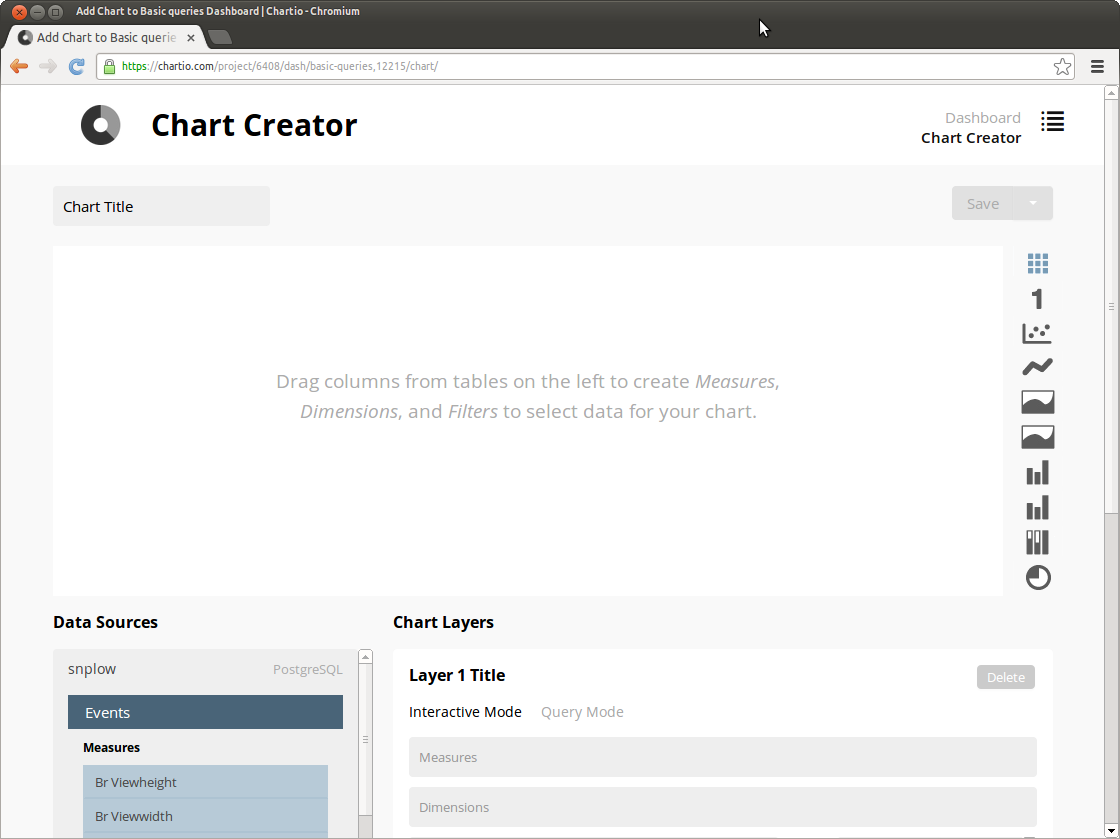 Add Chart to Basic queries Dashboard | Chartio - Chromium
Add Chart to Basic querie
https://chartio.com/project/6408/dash/basic-queries,12215/chart/
Chart Creator
Dashboard
Chart Creator
Chart Title
Save
1
Drag columns from tables on the left to create Measures,
Dimensions, and Filters to select data for your chart.
Data Sources
Chart Layers
snplow
PostgreSQL
Layer 1 Title
Delete
Events
Interactive Mode
Query Mode
Measures
Measures
Br Viewheight
Dimensions
Br Viewwidth